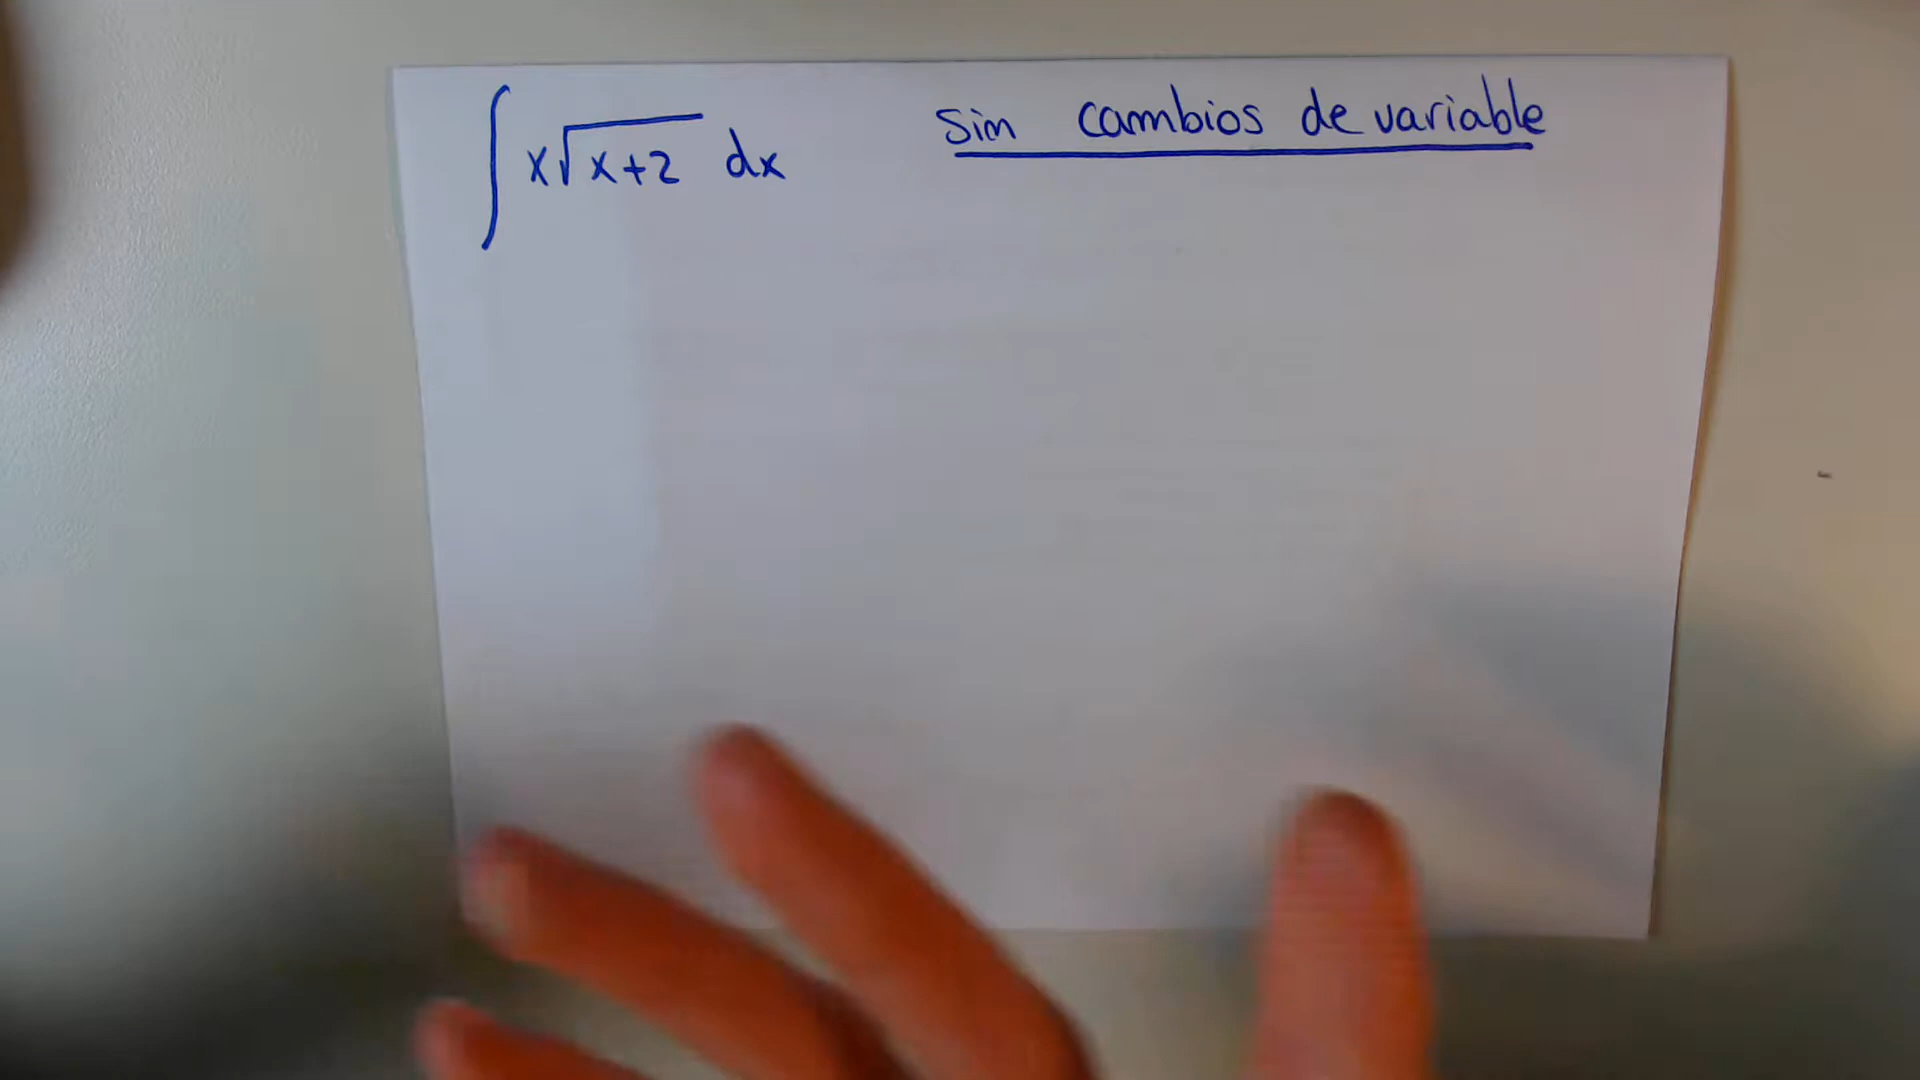 ∫ x√(x+2) dx
sin cambios de variable